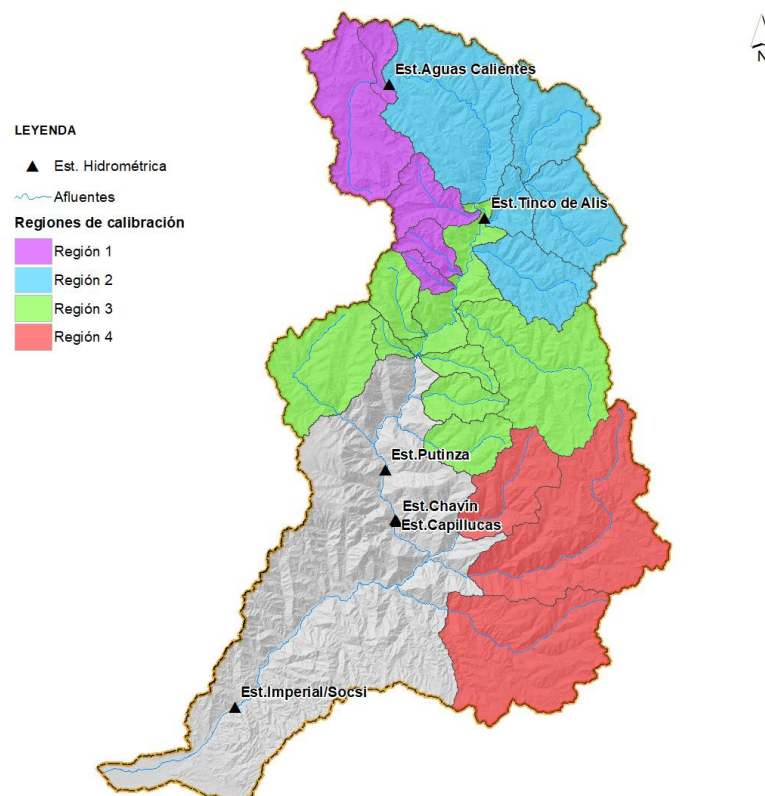 N
Est.Aguas Calientes
LEYENDA
Est. Hidrométrica
Afluentes
Regiones de calibración
Región 1
Región 2
Región 3
Región 4
Est.Tinco de Alis
Est.Putinza
Est.Chavín
Est.Capillucas
Est.Imperial/Socsi